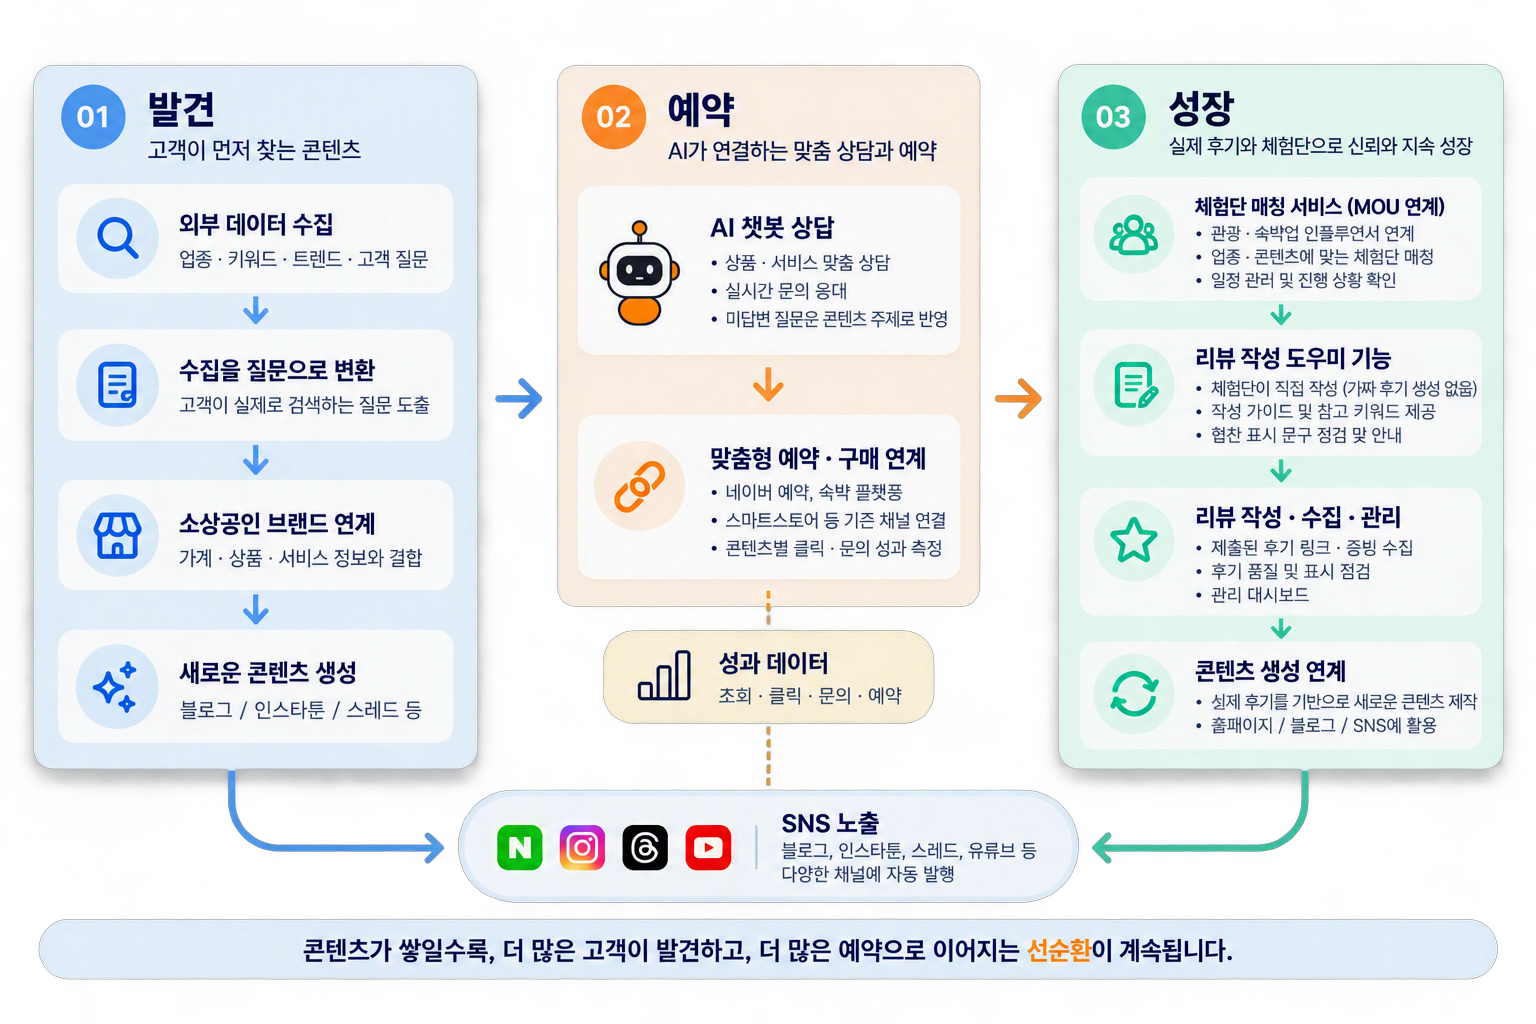 01 발견
고객이 먼저 찾는 콘텐츠
외부 데이터 수집
업종 · 키워드 · 트렌드 · 고객 질문
수집을 질문으로 변환
고객이 실제로 검색하는 질문 도출
소상공인 브랜드 연계
가계 · 상품 · 서비스 정보와 결합
새로운 콘텐츠 생성
블로그 / 인스타툰 / 스레드 등
02 예약
AI가 연결하는 맞춤 상담과 예약
AI 챗봇 상담
• 상품 · 서비스 맞춤 상담
• 실시간 문의 응대
• 미답변 질문운 콘텐츠 주제로 반영
맞춤형 예약 · 구매 연계
• 네이버 예약, 숙박 플랫퐁
• 스마트스토어 등 기존 채널 연결
• 콘텐츠별 클릭 · 문의 성과 측정
성과 데이터
조회 · 클릭 · 문의 · 예약
03 성장
실제 후기와 체험단으로 신뢰와 지속 성장
체험단 매칭 서비스 (MOU 연계)
• 관광 · 숙박업 인플루언서 연계
• 업종 · 콘텐츠에 맞는 체험단 매청
• 일정 관러 및 진행 상황 확인
리뷰 작성 도우미 기능
• 체험단이 직접 작성 (가짜 후기 생성 없음)
• 작성 가이드 및 참고 키워드 제공
• 협찬 표시 문구 정검 맟 안내
리뷰 작성 · 수집 · 관리
• 제출된 후기 링크 · 증빙 수집
• 후기 품질 및 표시 점검
• 관리 대시보드
콘텐츠 생성 연계
• 실제 후기를 기반으로 새로운 콘텐츠 제작
• 홈페이지 / 블로그 / SNS에 활용
N
SNS 노출
블로그, 인스타툰, 스레드, 유튜브 등
다양한 채널에 자동 발행
콘텐츠가 쌓일수록, 더 많은 고객이 발견하고, 더 많은 예약으로 이어지는 선순환이 계속됩니다.